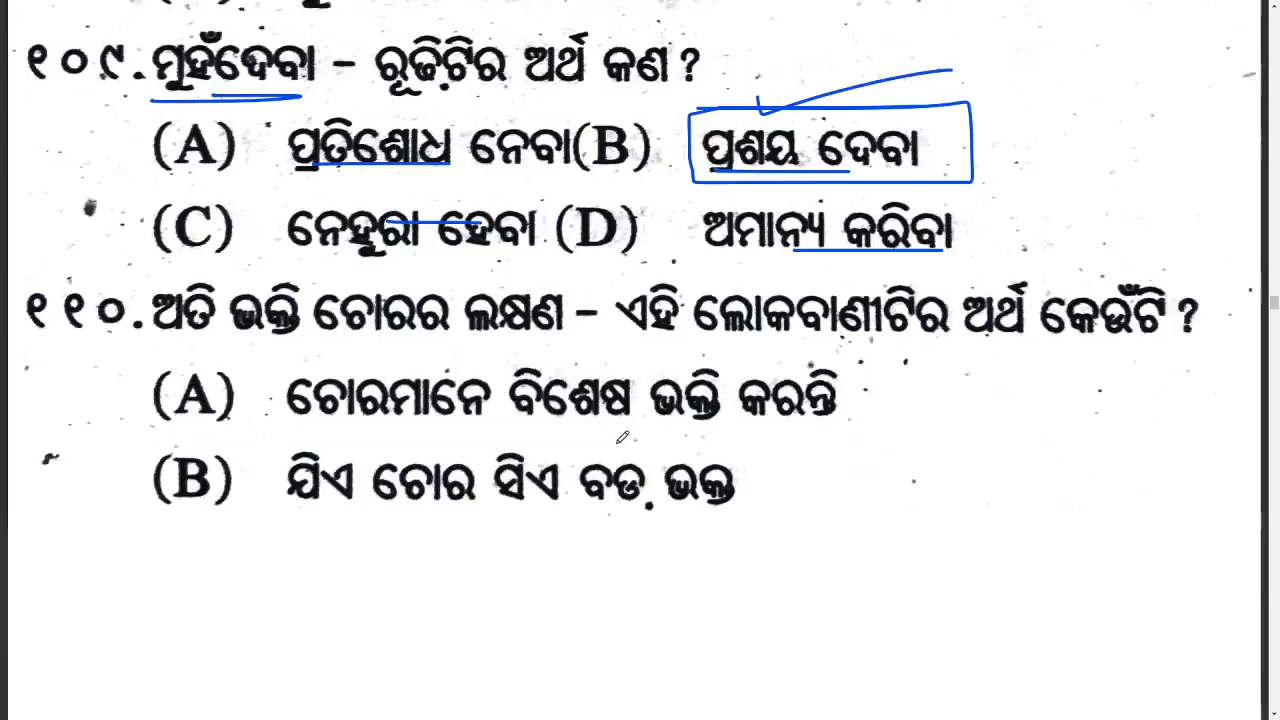 ୧୦୯. ମୁହଁଦେବା – ରୂଢ଼ିଟିର ଅର୍ଥ କଣ ?
(A) ପ୍ରତିଶୋଧ ନେବା (B) ପ୍ରଶୟ ଦେବା
(C) ନେହୁରା ହେବା (D) ଅମାନ୍ୟ କରିବା
୧୧୦. ଅତି ଭକ୍ତି ଚୋରର ଲକ୍ଷଣ – ଏହି ଲୋକବାଣୀଟିର ଅର୍ଥ କେଉଁଟି ?
(A) ଚୋରମାନେ ବିଶେଷ ଭକ୍ତି କରନ୍ତି
(B) ଯିଏ ଚୋର ସିଏ ବଡ଼ ଭକ୍ତ